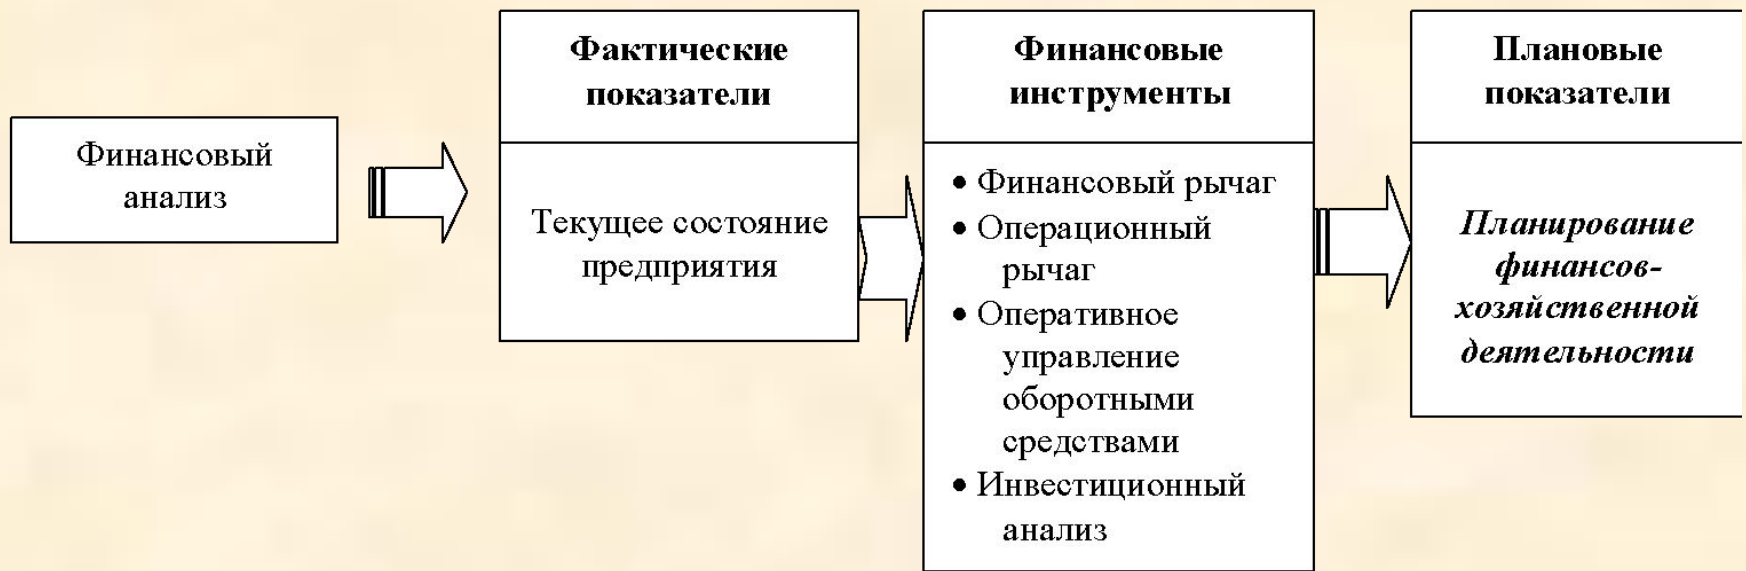 Финансовый
анализ
Фактические
показатели
Текущее состояние
предприятия
Финансовые
инструменты
• Финансовый рычаг
• Операционный
рычаг
• Оперативное
управление
оборотными
средствами
• Инвестиционный
анализ
Плановые
показатели
Планирование
финансов-
хозяйственной
деятельности